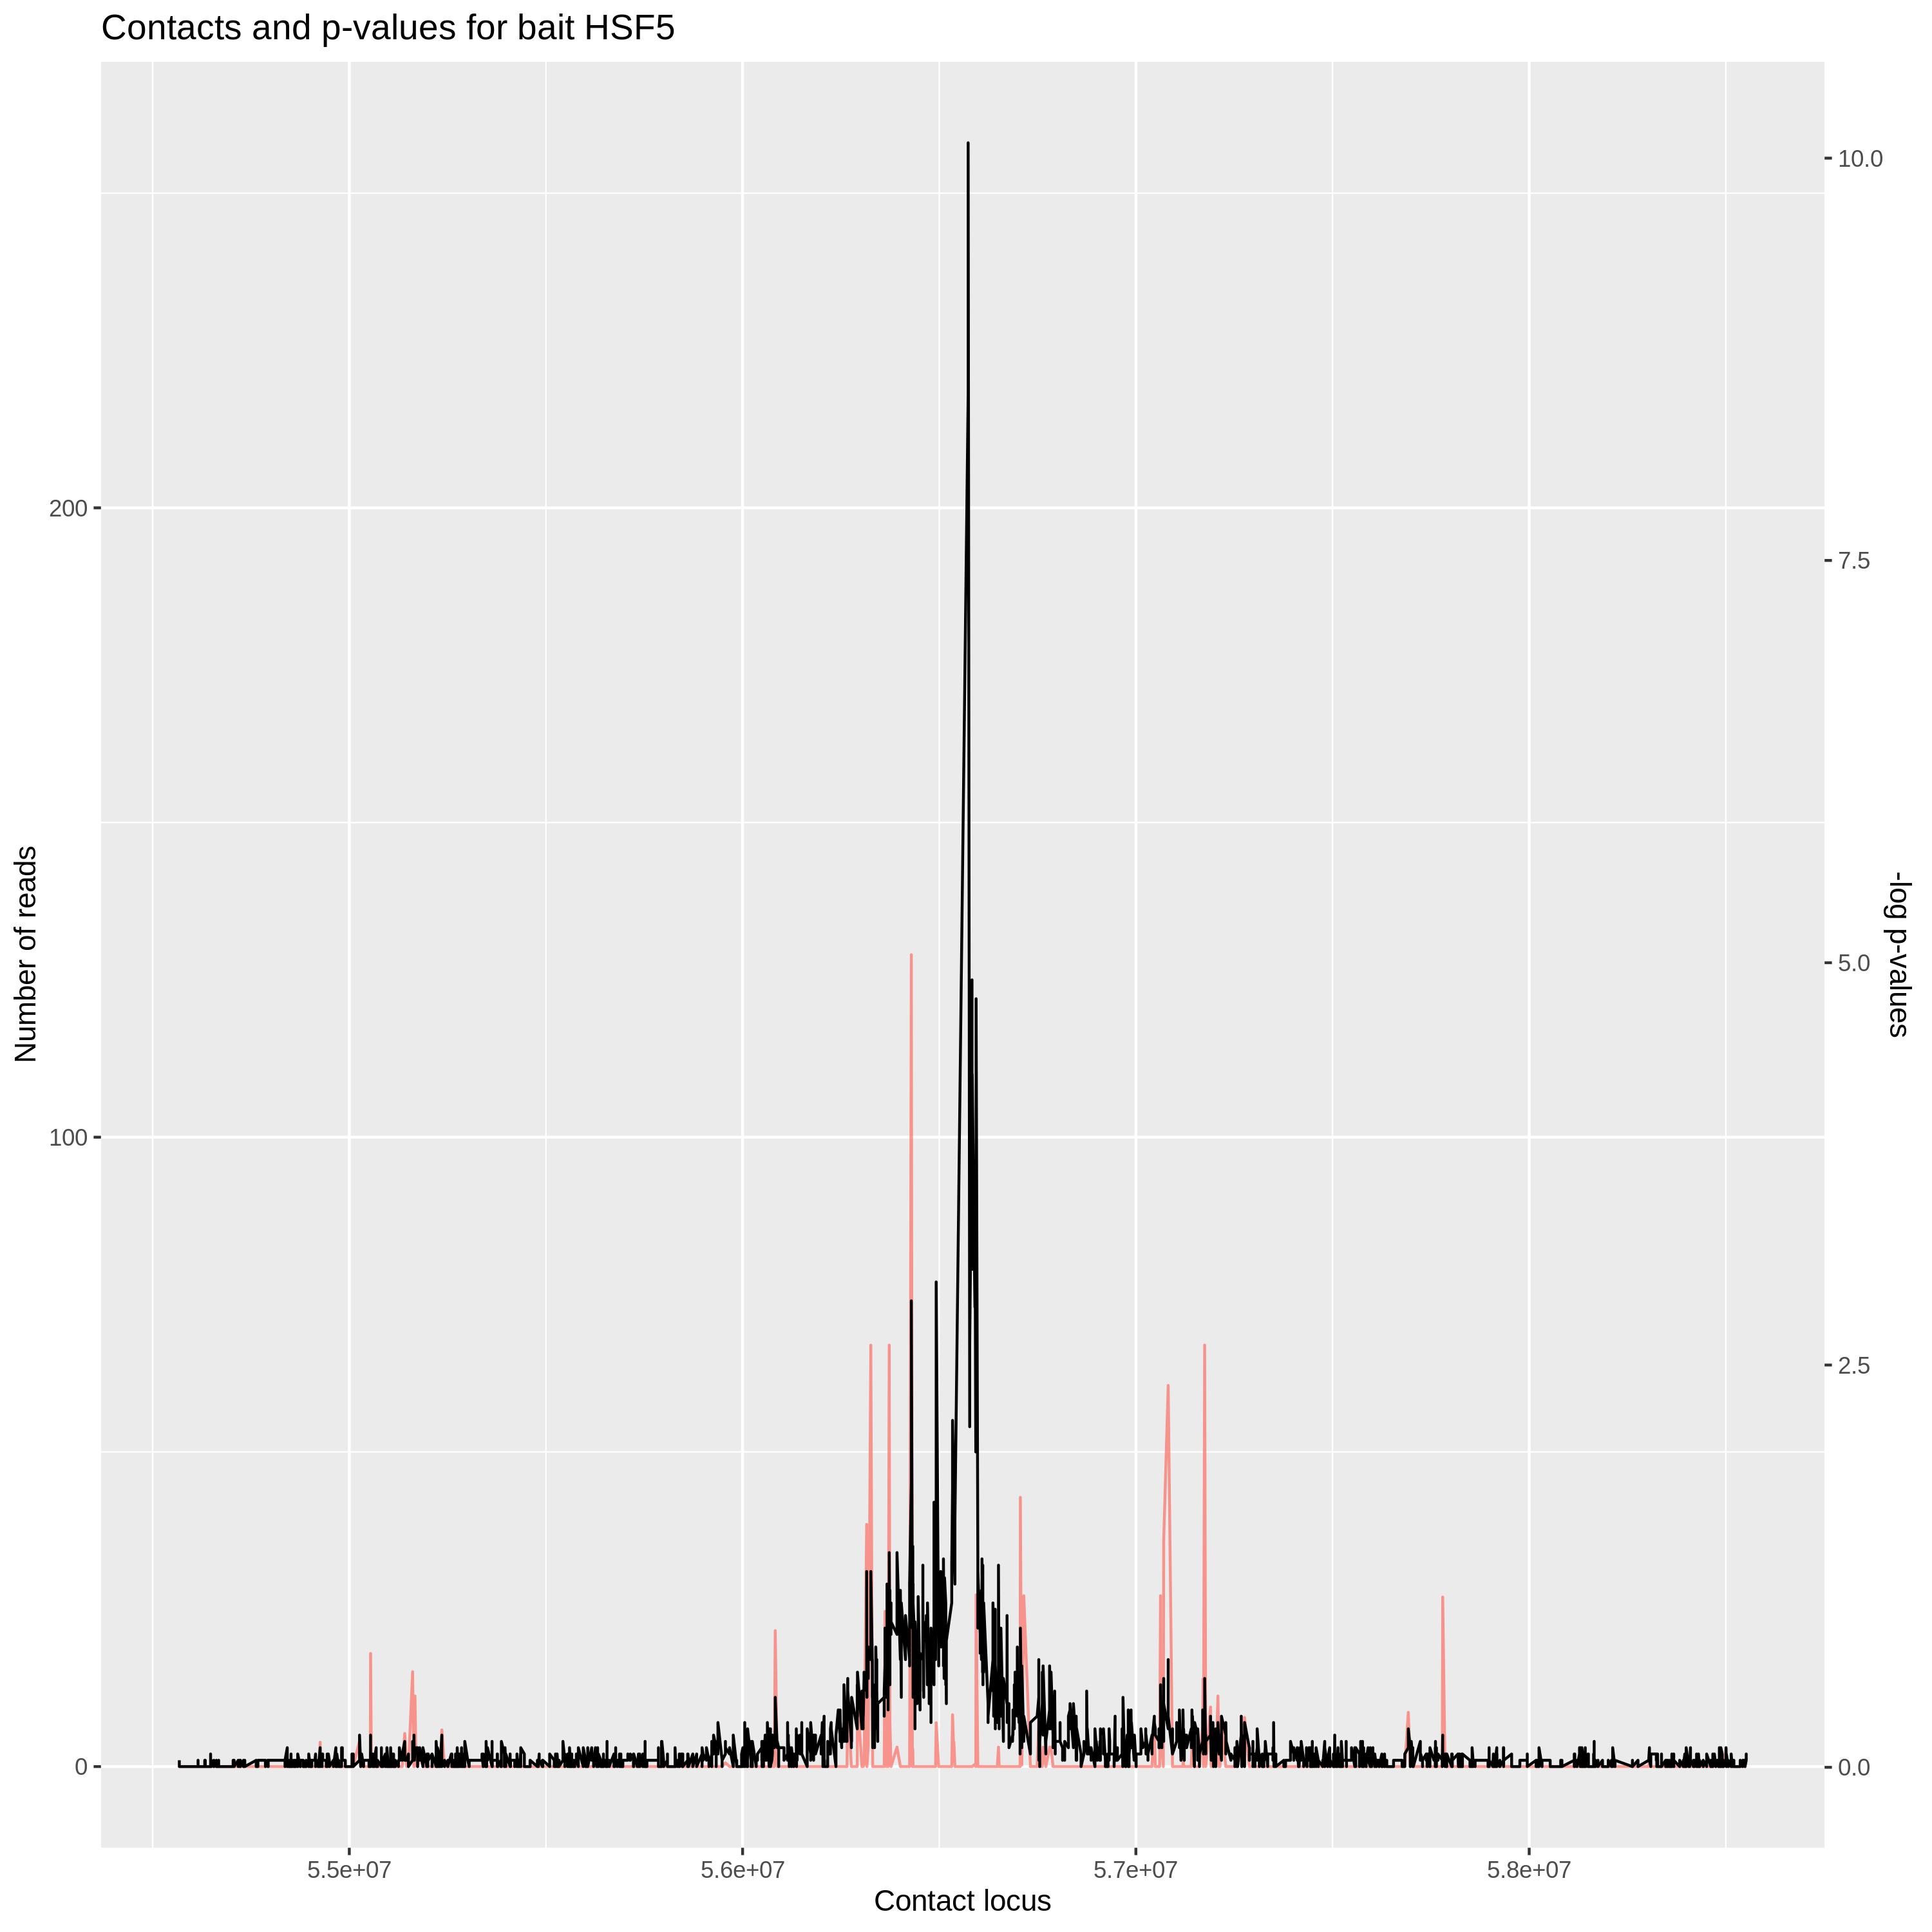 Contacts and p-values for bait HSF5
Number of reads
200
100
0
10.0
7.5
5.0
2.5
0.0
-log p-values
5.5e+07 5.6e+07 5.7e+07 5.8e+07
Contact locus